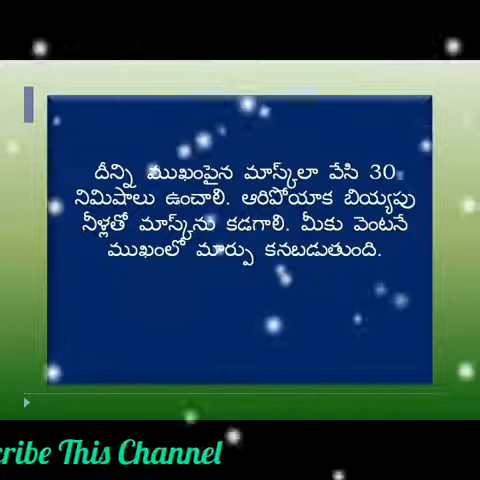 దీన్ని ముఖంపైన మాస్క్‌లా వేసి 30
నిమిషాలు ఉంచాలి. ఆరిపోయాక బియ్యపు
నీళ్లతో మాస్క్‌ను కడగాలి. మీకు వెంటనే
ముఖంలో మార్పు కనబడుతుంది.
cribe This Channel